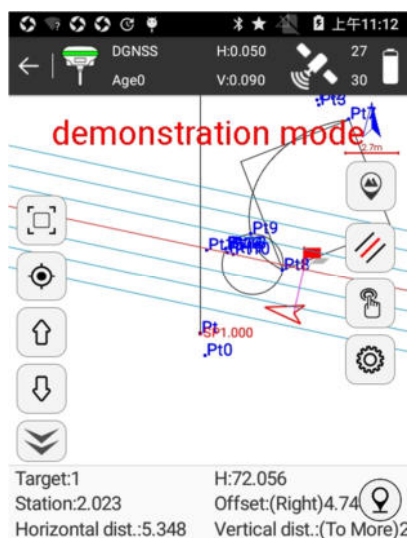 上午11:12
DGNSS H:0.050 27
Age0 V:0.090 30
Pt7
demonstration mode
2.7m
Pt9
Pt8
Pt
SP1.000
Pt0
Target:1 H:72.056
Station:2.023 Offset:(Right)4.74
Horizontal dist.:5.348 Vertical dist.:(To More)2